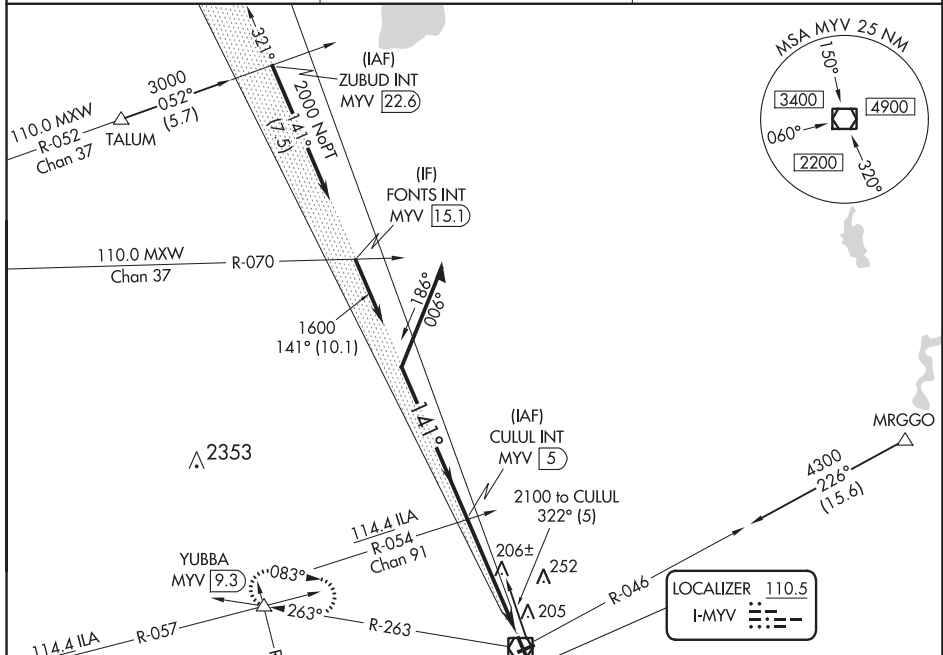 MSA MYV 25 NM
150°
3400
4900
060°
2200
320°
321°
(IAF)
ZUBUD INT
MYV 22.6
2000 NoPT
141°
(7.5)
3000
052°
(5.7)
110.0 MXW
R-052
Chan 37
TALUM
(IF)
FONTS INT
MYV 15.1
110.0 MXW
Chan 37
R-070
186°
006°
1600
141° (10.1)
141°
(IAF)
CULUL INT
MYV 5
MRGGO
4300
226°
(15.6)
2353
2100 to CULUL
322° (5)
114.4 ILA
R-054
Chan 91
206±
252
205
YUBBA
MYV 9.3
083°
263°
R-263
R-046
LOCALIZER 110.5
I-MYV
114.4 ILA
R-057